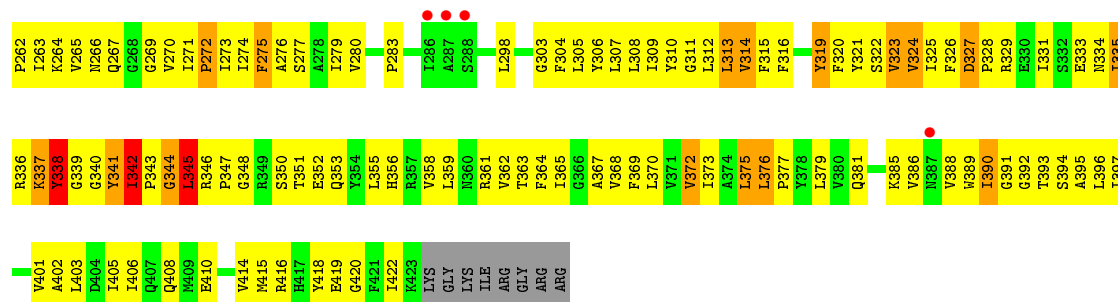 P262 I263 K264 V265 N266 Q267 G268 G269 V270 I271 P272 I273 I274 F275 A276 S277 A278 I279 V280 P283 I286 A287 S288 L298 G303 F304 L305 Y306 L307 L308 I309 Y310 G311 L312 L313 V314 F315 F316 Y319 F320 Y321 S322 V323 V324 I325 F326 D327 P328 R329 E330 I331 S332 E333 N334 I335
R336 K337 Y338 G339 G340 Y341 I342 P343 G344 L345 R346 P347 G348 R349 S350 T351 E352 Q353 Y354 L355 H356 R357 V358 L359 N360 R361 V362 T363 F364 I365 G366 A367 V368 F369 L370 V371 V372 I373 A374 L375 L376 P377 Y378 L379 V380 Q381 K385 V386 N387 V388 W389 I390 G391 G392 T393 S394 A395 L396 I397
V401 A402 L403 D404 I405 I406 Q407 Q408 M409 E410 V414 M415 R416 H417 Y418 E419 G420 F421 I422 K423 LYS GLY LYS ILE ARG GLY ARG ARG